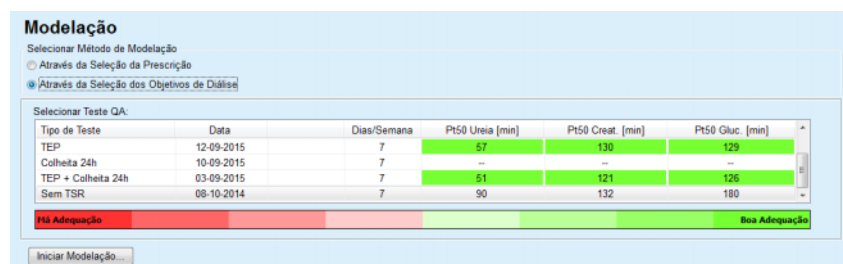 Modelação
Selecionar Método de Modelação
Através da Seleção da Prescrição
Através da Seleção dos Objetivos de Diálise
Selecionar Teste QA:
Tipo de Teste Data Dias/Semana Pt50 Ureia [min] Pt50 Creat. [min] Pt50 Gluc. [min]
TEP 12-09-2015 7 57 130 129
Colheita 24h 10-09-2015 7 -- -- --
TEP + Colheita 24h 03-09-2015 7 51 121 126
Sem TSR 08-10-2014 7 90 132 180
Má Adequação Boa Adequação
Iniciar Modelação...